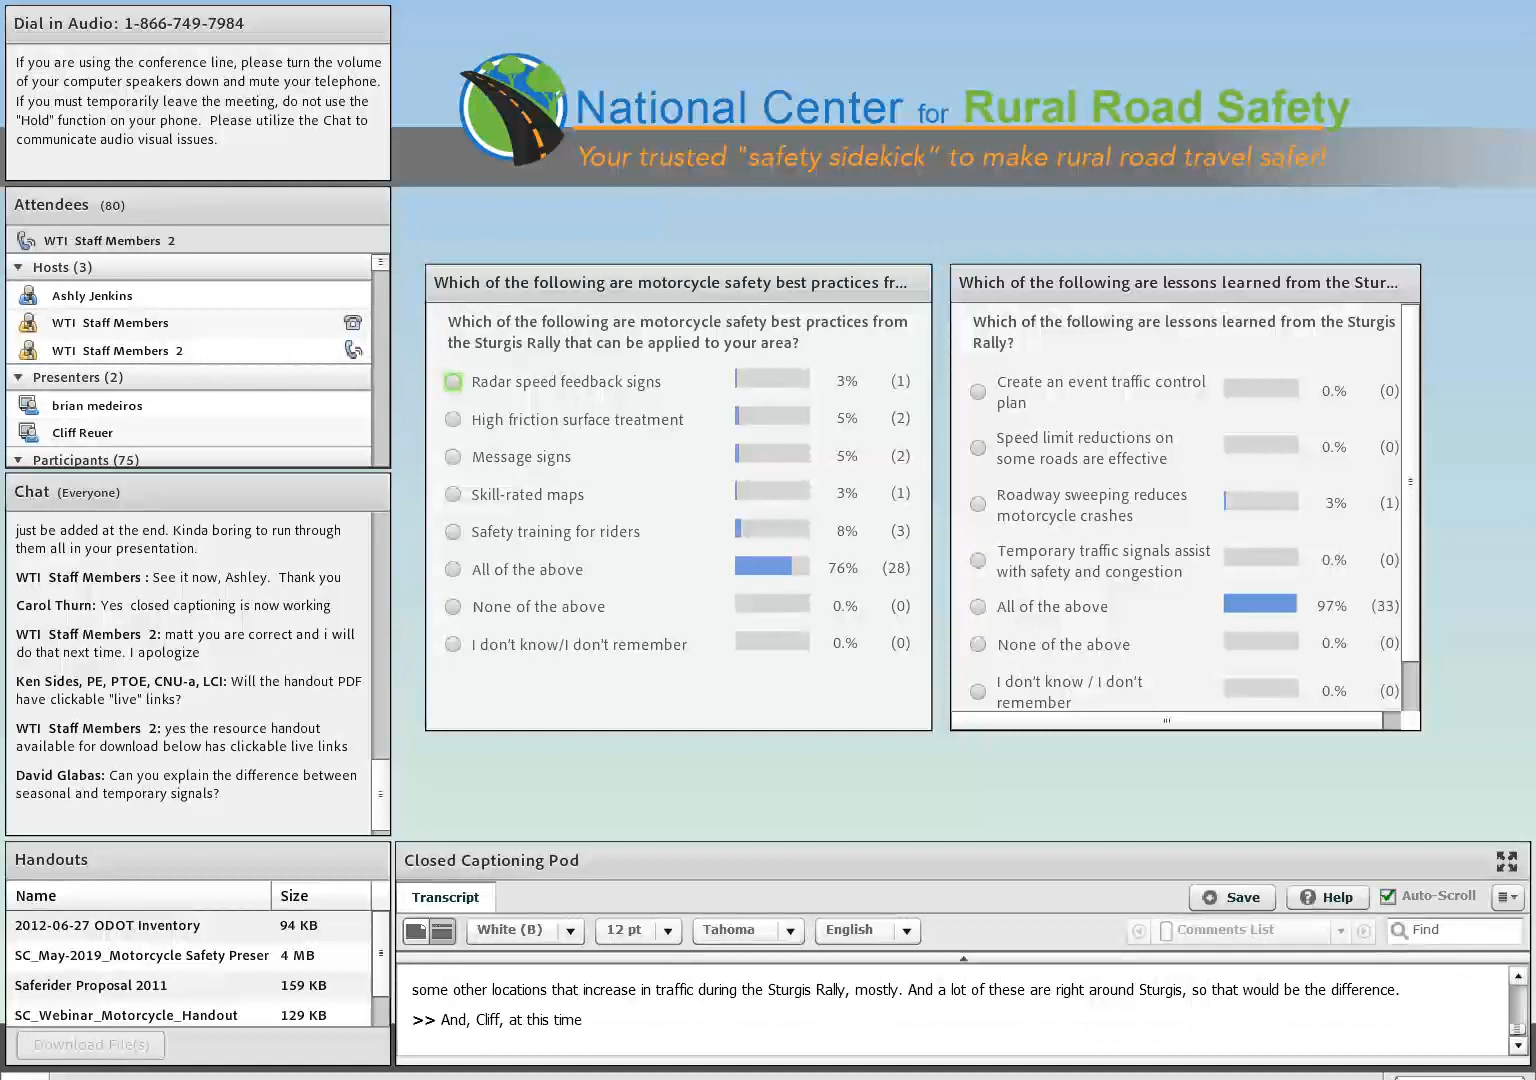 Dial in Audio: 1-866-749-7984
If you are using the conference line, please turn the volume
of your computer speakers down and mute your telephone.
If you must temporarily leave the meeting, do not use the
"Hold" function on your phone.  Please utilize the Chat to
communicate audio visual issues.
National Center for Rural Road Safety
Your trusted "safety sidekick" to make rural road travel safer!
Attendees (80)
WTI Staff Members 2
Hosts (3)
Ashly Jenkins
WTI Staff Members
WTI Staff Members 2
Presenters (2)
brian medeiros
Cliff Reuer
Participants (75)
Chat (Everyone)
just be added at the end. Kinda boring to run through
them all in your presentation.
WTI Staff Members : See it now, Ashley.  Thank you
Carol Thurn: Yes closed captioning is now working
WTI Staff Members 2: matt you are correct and i will
do that next time. I apologize
Ken Sides, PE, PTOE, CNU-a, LCI: Will the handout PDF
have clickable "live" links?
WTI Staff Members 2: yes the resource handout
available for download below has clickable live links
David Glabas: Can you explain the difference between
seasonal and temporary signals?
Which of the following are motorcycle safety best practices fr...
Which of the following are motorcycle safety best practices from
the Sturgis Rally that can be applied to your area?
Radar speed feedback signs 3% (1)
High friction surface treatment 5% (2)
Message signs 5% (2)
Skill-rated maps 3% (1)
Safety training for riders 8% (3)
All of the above 76% (28)
None of the above 0.% (0)
I don't know/I don't remember 0.% (0)
Which of the following are lessons learned from the Stur...
Which of the following are lessons learned from the Sturgis
Rally?
Create an event traffic control
plan 0.% (0)
Speed limit reductions on
some roads are effective 0.% (0)
Roadway sweeping reduces
motorcycle crashes 3% (1)
Temporary traffic signals assist
with safety and congestion 0.% (0)
All of the above 97% (33)
None of the above 0.% (0)
I don't know / I don't
remember 0.% (0)
Handouts
Name Size
2012-06-27 ODOT Inventory 94 KB
SC_May-2019_Motorcycle Safety Preser 4 MB
Saferider Proposal 2011 159 KB
SC_Webinar_Motorcycle_Handout 129 KB
Download File(s)
Closed Captioning Pod
Transcript Save Help Auto-Scroll
White (B) 12 pt Tahoma English Comments List Find
some other locations that increase in traffic during the Sturgis Rally, mostly. And a lot of these are right around Sturgis, so that would be the difference.
>> And, Cliff, at this time